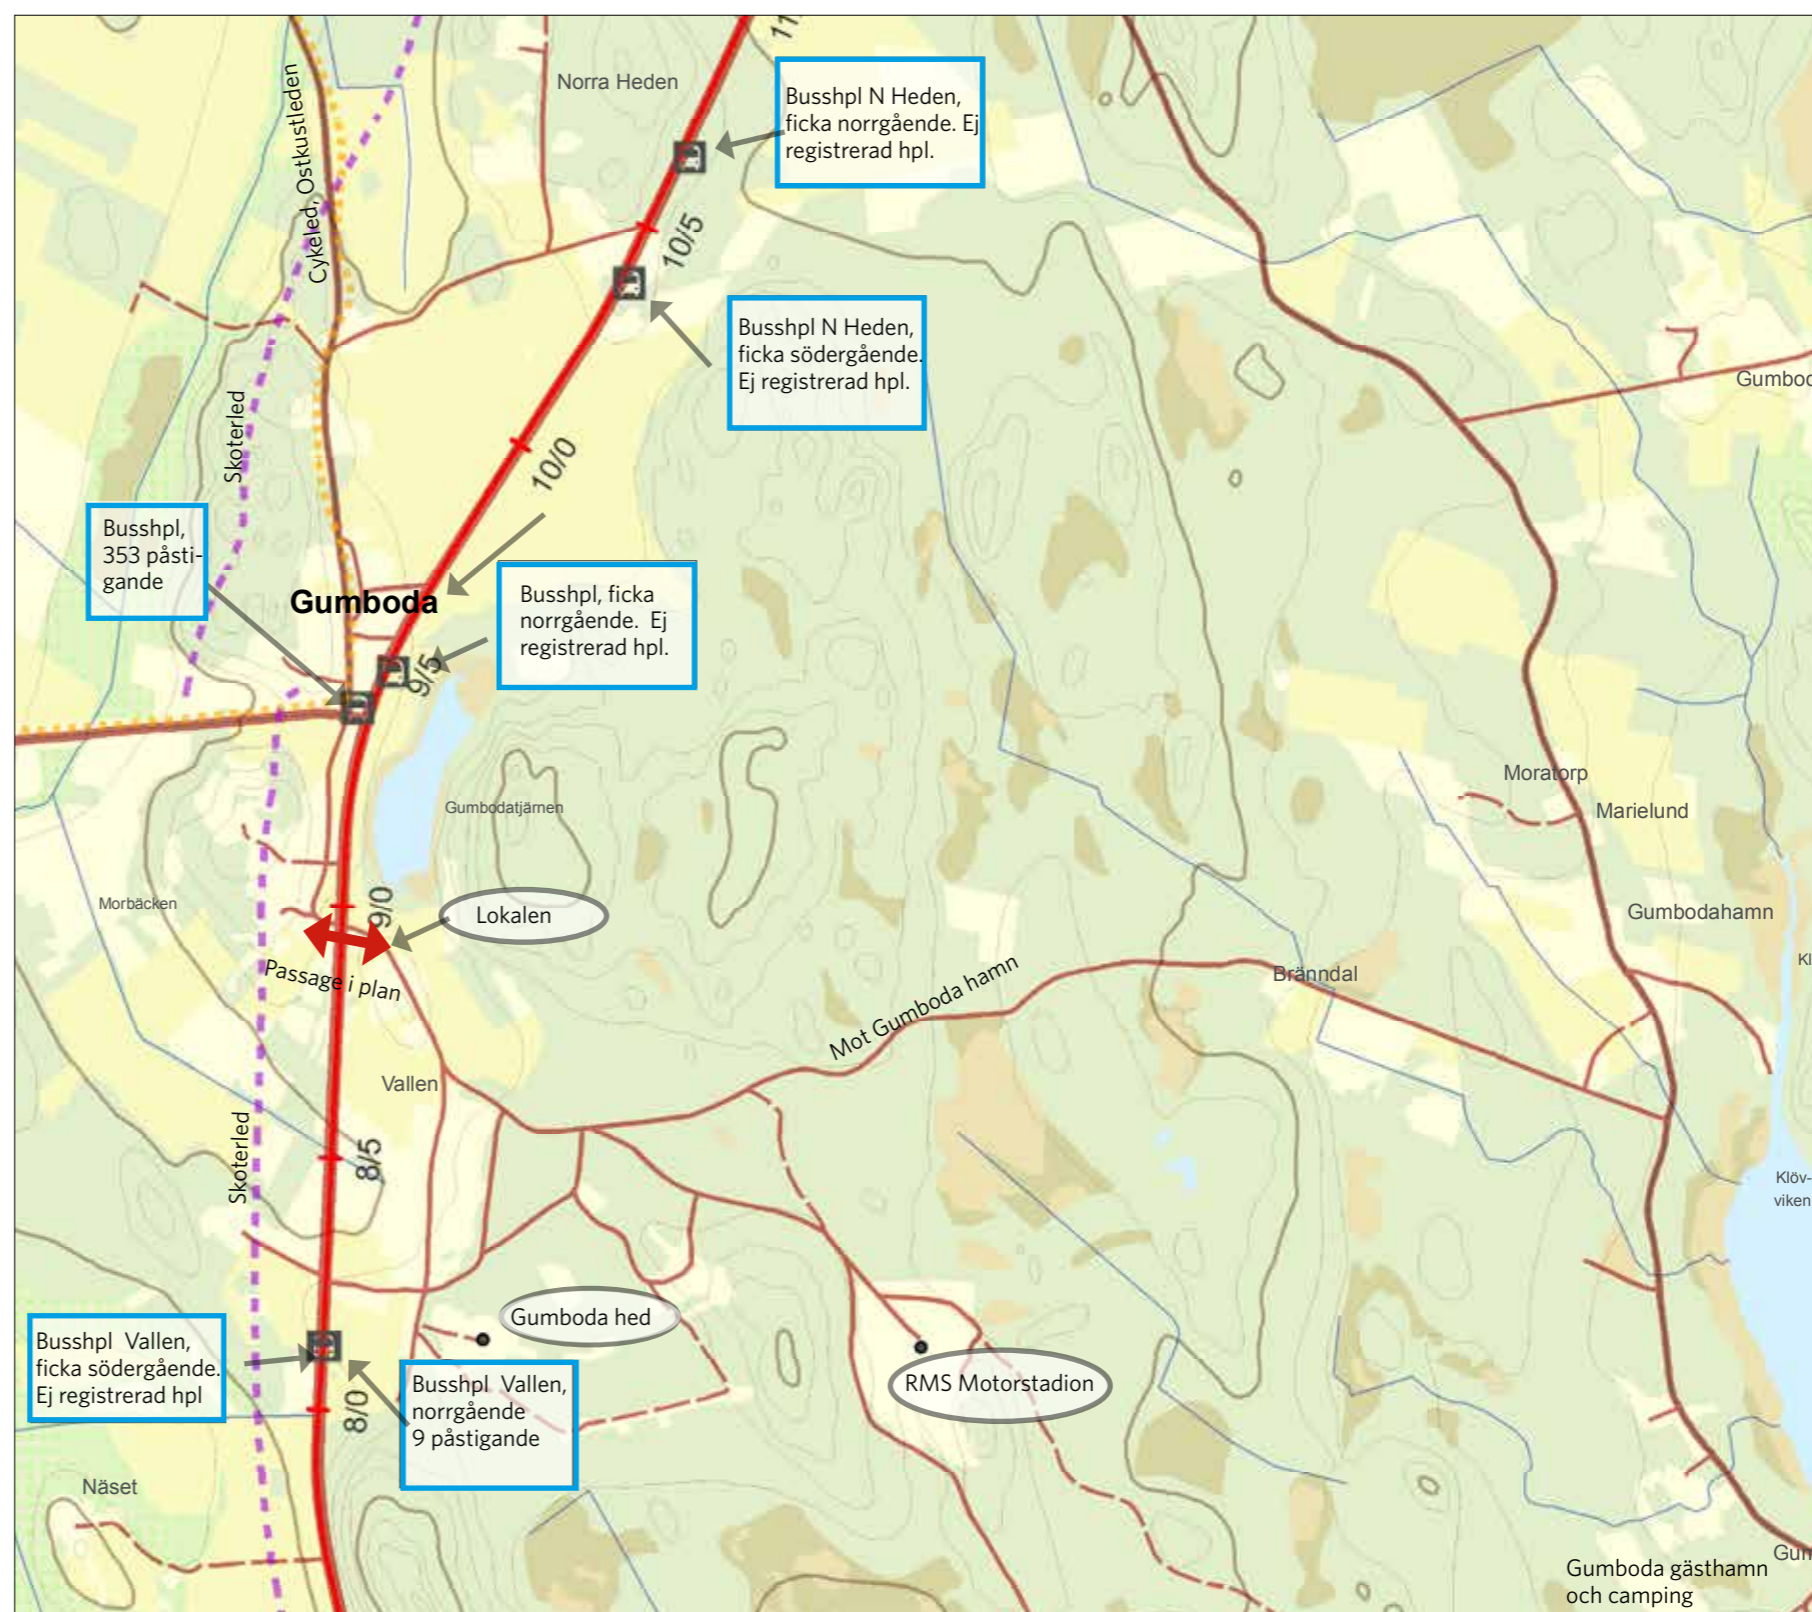 11
Norra Heden
Busshpl N Heden,
ficka norrgående. Ej
registrerad hpl.
Cykeled, Ostkustleden
10/5
Busshpl N Heden,
ficka södergående.
Ej registrerad hpl.
Gumbod
Skoterled
10/0
Busshpl,
353 påsti-
gande
Gumboda
Busshpl, ficka
norrgående. Ej
registrerad hpl.
9/5
Moratorp
Marielund
Gumbodatjärnen
Morbäcken
9/0
Lokalen
Gumbodahamn
Passage i plan
Mot Gumboda hamn
Bränndal
Kl
Vallen
Skoterled
8/5
Klöv-
viken
Gumboda hed
Busshpl Vallen,
ficka södergående.
Ej registrerad hpl
8/0
Busshpl Vallen,
norrgående
9 påstigande
RMS Motorstadion
Näset
Gumboda gästhamn
och camping
Gum